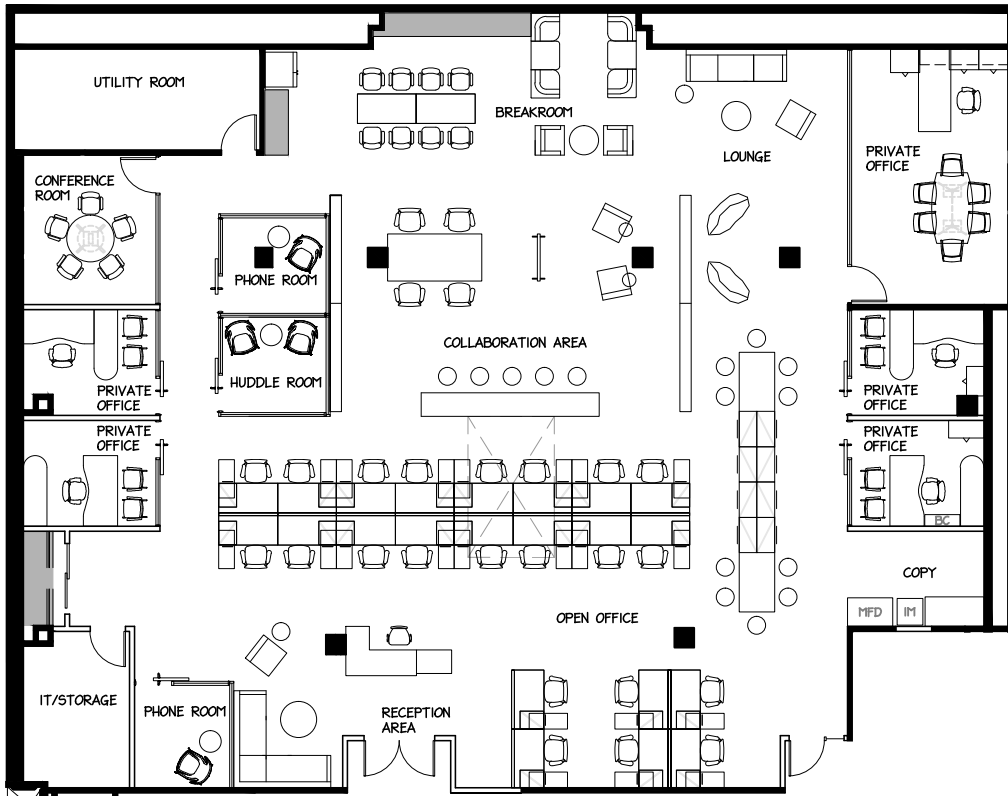 UTILITY ROOM
BREAKROOM
LOUNGE
PRIVATE
OFFICE
CONFERENCE
ROOM
PHONE ROOM
HUDDLE ROOM
COLLABORATION AREA
PRIVATE
OFFICE
PRIVATE
OFFICE
PRIVATE
OFFICE
PRIVATE
OFFICE
BC
COPY
MFD
IM
OPEN OFFICE
IT/STORAGE
PHONE ROOM
RECEPTION
AREA